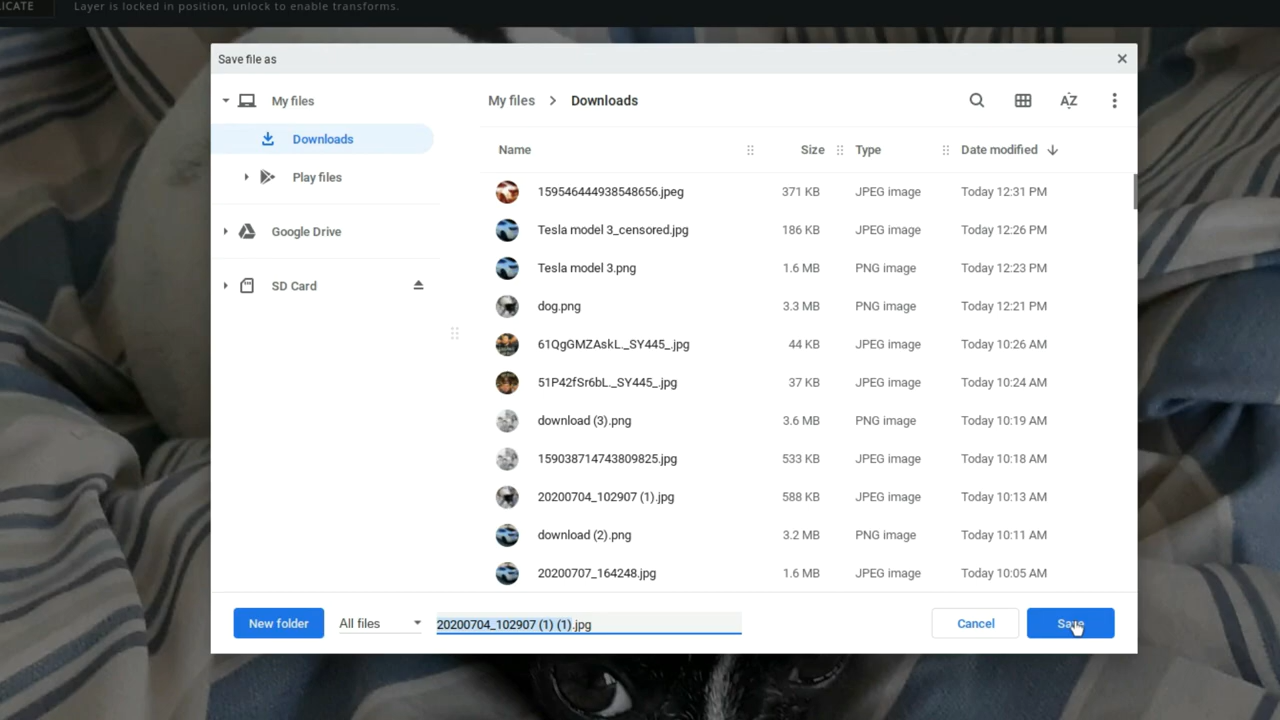 ICATE Layer is locked in position, unlock to enable transforms.
Save file as
My files
Downloads
Play files
Google Drive
SD Card
My files > Downloads
Name Size Type Date modified
159546444938548656.jpeg 371 KB JPEG image Today 12:31 PM
Tesla model 3_censored.jpg 186 KB JPEG image Today 12:26 PM
Tesla model 3.png 1.6 MB PNG image Today 12:23 PM
dog.png 3.3 MB PNG image Today 12:21 PM
61QgGMZAskL._SY445_.jpg 44 KB JPEG image Today 10:26 AM
51P42fSr6bL._SY445_.jpg 37 KB JPEG image Today 10:24 AM
download (3).png 3.6 MB PNG image Today 10:19 AM
159038714743809825.jpg 533 KB JPEG image Today 10:18 AM
20200704_102907 (1).jpg 588 KB JPEG image Today 10:13 AM
download (2).png 3.2 MB PNG image Today 10:11 AM
20200707_164248.jpg 1.6 MB JPEG image Today 10:05 AM
New folder All files 20200704_102907 (1) (1).jpg Cancel Save